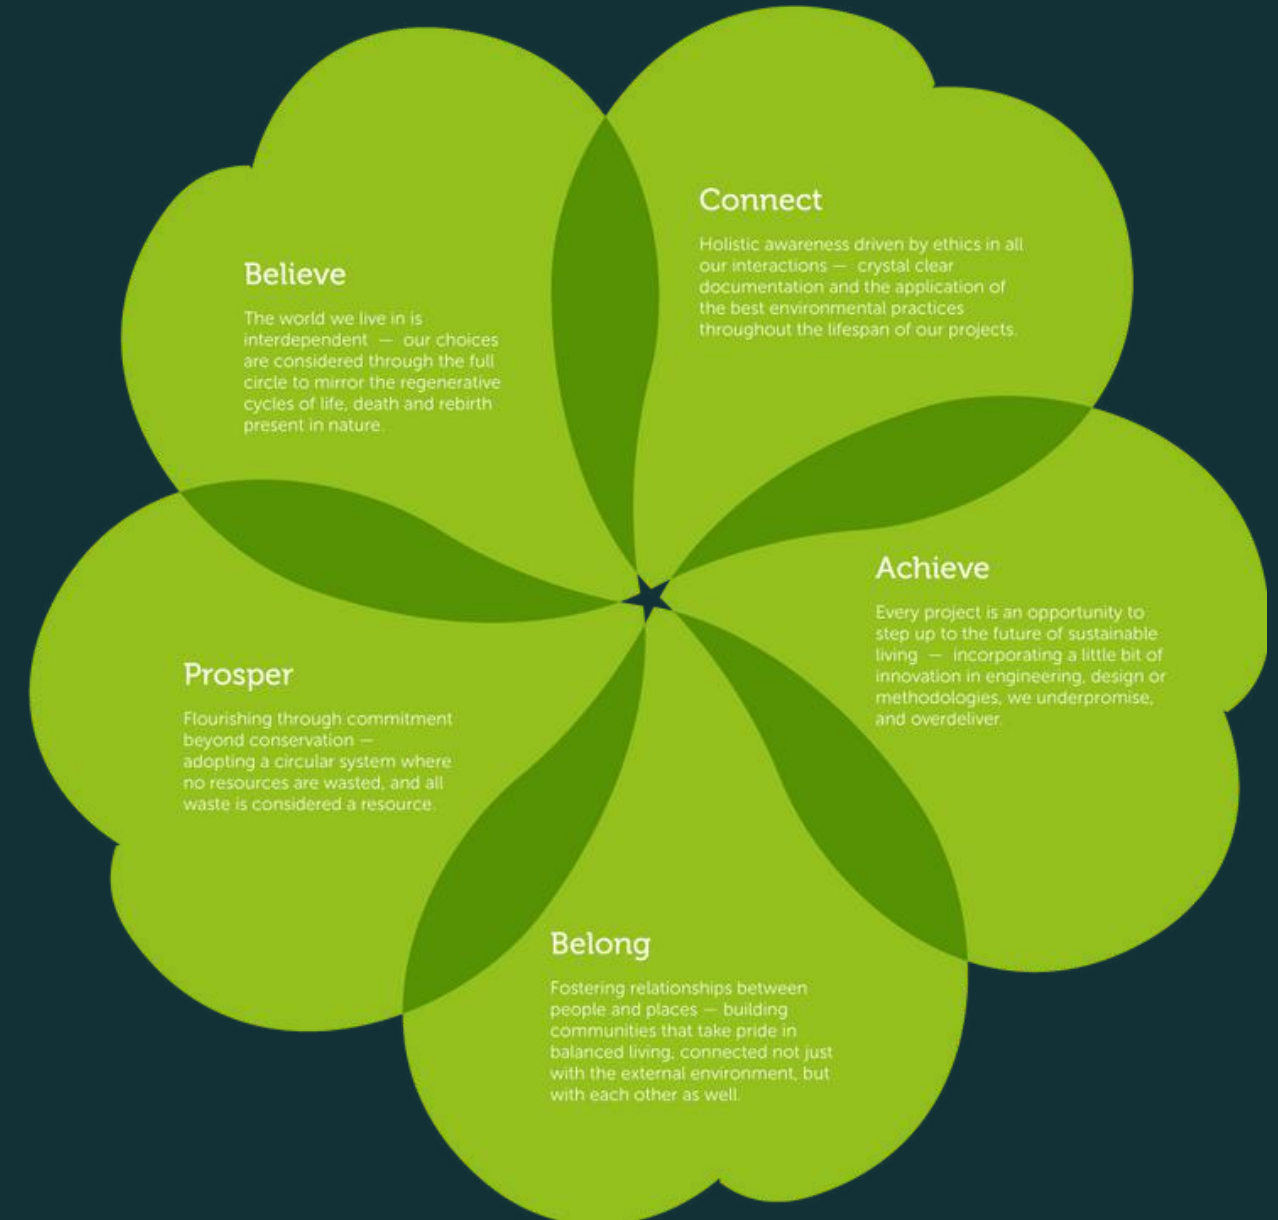 Connect
Holistic awareness driven by ethics in all
our interactions — crystal clear
documentation and the application of
the best environmental practices
throughout the lifespan of our projects.
Believe
The world we live in is
interdependent — our choices
are considered through the full
circle to mirror the regenerative
cycles of life, death and rebirth
present in nature.
Achieve
Every project is an opportunity to
step up to the future of sustainable
living — incorporating a little bit of
innovation in engineering, design or
methodologies, we underpromise,
and overdeliver.
Prosper
Flourishing through commitment
beyond conservation —
adopting a circular system where
no resources are wasted, and all
waste is considered a resource.
Belong
Fostering relationships between
people and places — building
communities that take pride in
balanced living, connected not just
with the external environment, but
with each other as well.